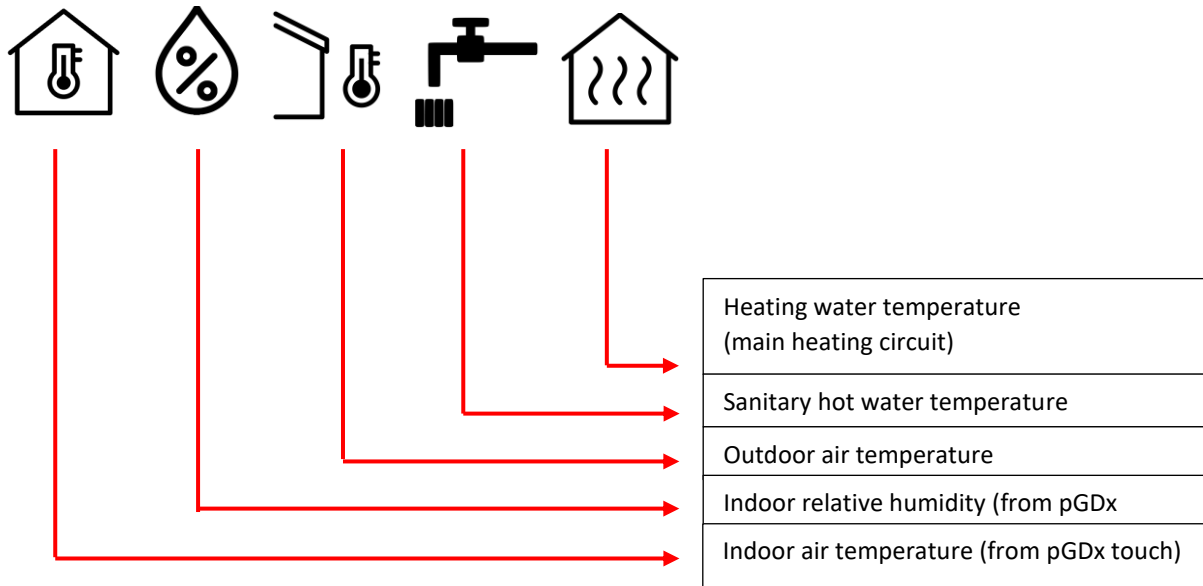 Heating water temperature
(main heating circuit)
Sanitary hot water temperature
Outdoor air temperature
Indoor relative humidity (from pGDx
Indoor air temperature (from pGDx touch)